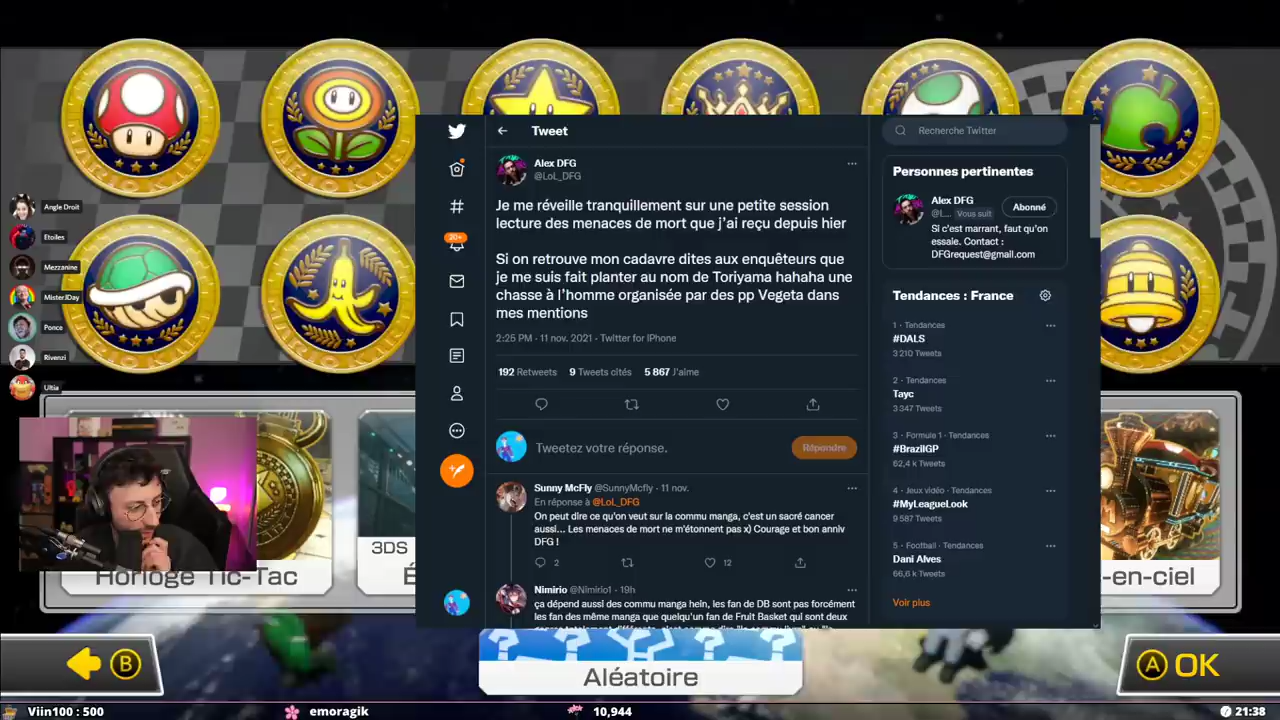 Angle Droit
Etoiles
Mezzanine
MisterJDay
Ponce
Rivenzi
Ultia
Tweet
Alex DFG
@LoL_DFG
Je me réveille tranquillement sur une petite session
lecture des menaces de mort que j'ai reçu depuis hier
Si on retrouve mon cadavre dites aux enquêteurs que
je me suis fait planter au nom de Toriyama hahaha une
chasse à l'homme organisée par des pp Vegeta dans
mes mentions
2:25 PM · 11 nov. 2021 · Twitter for iPhone
192 Retweets 9 Tweets cités 5 867 J'aime
20+
Tweetez votre réponse.
Répondre
Sunny McFly @SunnyMcfly · 11 nov.
En réponse à @LoL_DFG
On peut dire ce qu'on veut sur la commu manga, c'est un sacré cancer
aussi... Les menaces de mort ne m'étonnent pas x) Courage et bon anniv
DFG !
2 12
Nimirio @Nimirio1 · 19h
ça dépend aussi des commu manga hein, les fan de DB sont pas forcément
les fan des même manga que quelqu'un fan de Fruit Basket qui sont deux
Recherche Twitter
Personnes pertinentes
Alex DFG
@L... Vous suit
Abonné
Si c'est marrant, faut qu'on
essaie. Contact :
DFGrequest@gmail.com
Tendances : France
1 · Tendances
#DALS
3 210 Tweets
2 · Tendances
Tayc
3 347 Tweets
3 · Formule 1 · Tendances
#BrazilGP
62,4 k Tweets
4 · Jeux vidéo · Tendances
#MyLeagueLook
9 587 Tweets
5 · Football · Tendances
Dani Alves
66,6 k Tweets
Voir plus
Horloge Tic-Tac
3DS
É
-en-ciel
B
Aléatoire
A OK
Viin100 : 500
emoragik
10,944
21:38